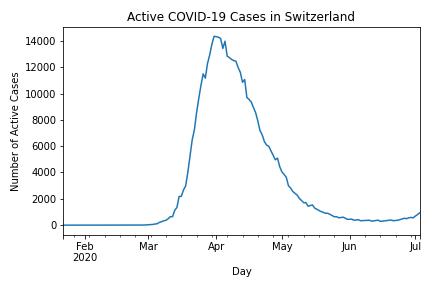 Active COVID-19 Cases in Switzerland
Number of Active Cases
14000
12000
10000
8000
6000
4000
2000
0
Feb Mar Apr May Jun Jul
2020
Day